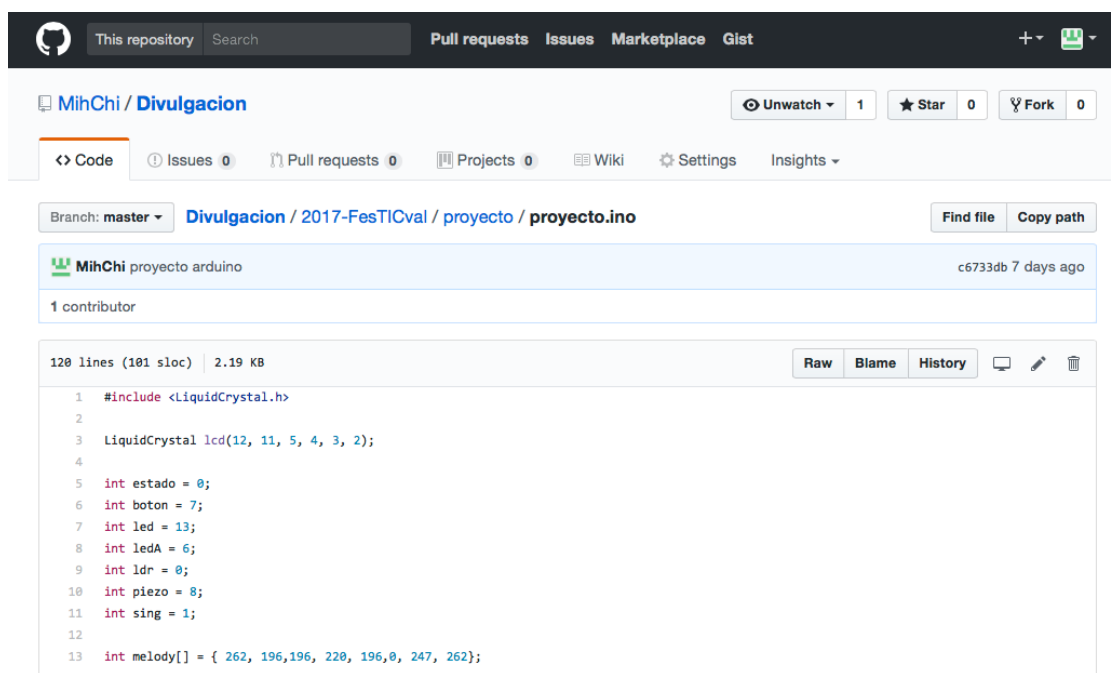 This repository Search Pull requests Issues Marketplace Gist
MihChi / Divulgacion Unwatch 1 Star 0 Fork 0
<> Code Issues 0 Pull requests 0 Projects 0 Wiki Settings Insights
Branch: master Divulgacion / 2017-FesTICval / proyecto / proyecto.ino Find file Copy path
MihChi proyecto arduino c6733db 7 days ago
1 contributor
120 lines (101 sloc) 2.19 KB Raw Blame History
1 #include <LiquidCrystal.h>
2
3 LiquidCrystal lcd(12, 11, 5, 4, 3, 2);
4
5 int estado = 0;
6 int boton = 7;
7 int led = 13;
8 int ledA = 6;
9 int ldr = 0;
10 int piezo = 8;
11 int sing = 1;
12
13 int melody[] = { 262, 196,196, 220, 196,0, 247, 262};